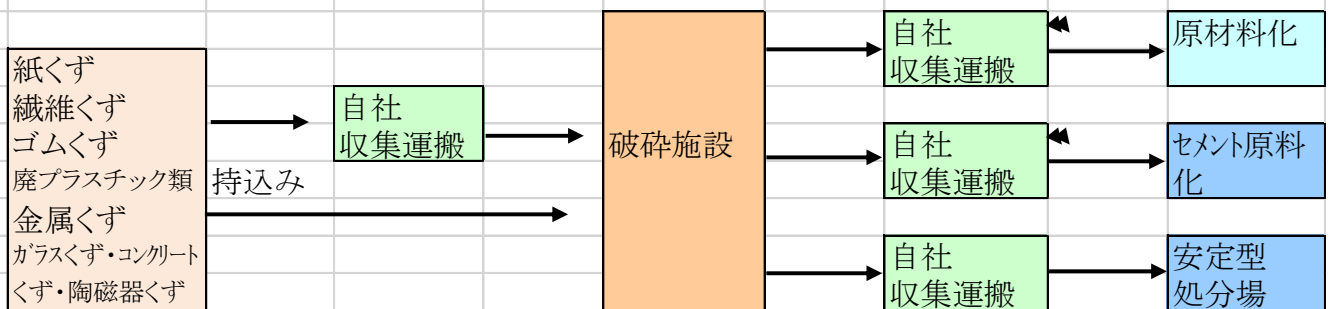 紙くず
繊維くず
ゴムくず
廃プラスチック類
金属くず
ガラスくず・コンクリート
くず・陶磁器くず
自社
収集運搬
持込み
破砕施設
自社
収集運搬
原材料化
自社
収集運搬
セメント原料
化
自社
収集運搬
安定型
処分場